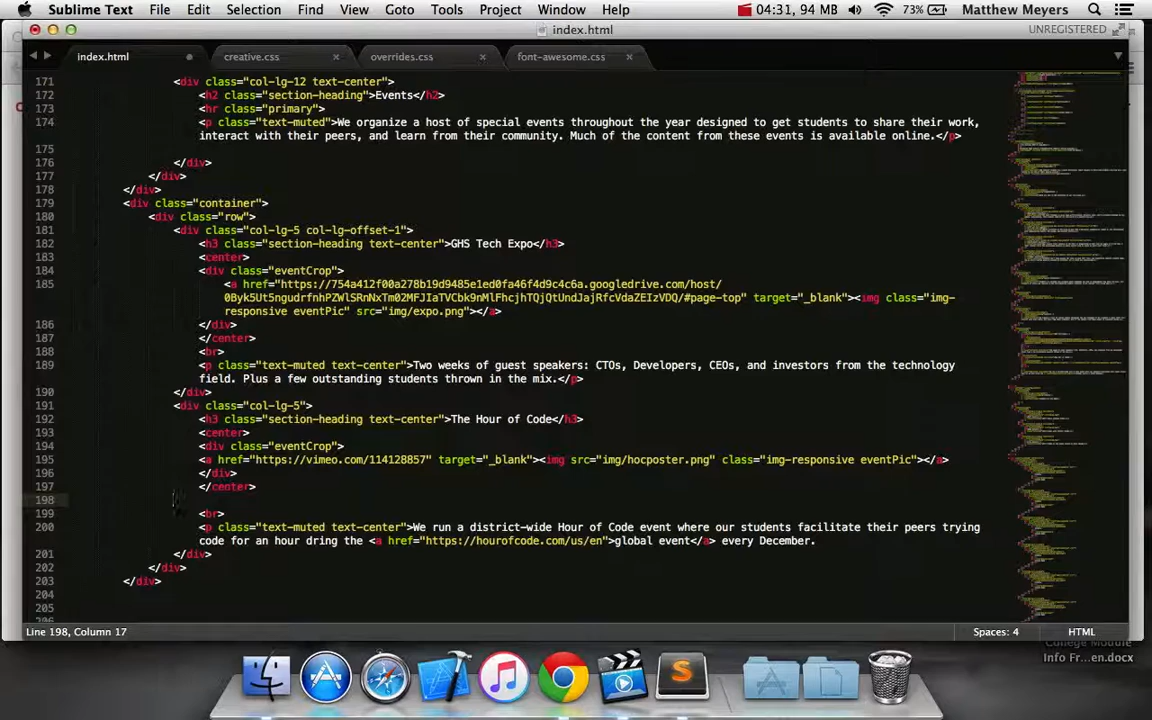 Sublime Text File Edit Selection Find View Goto Tools Project Window Help 04:31, 94 MB 73% Matthew Meyers
index.html
UNREGISTERED
index.html creative.css overrides.css font-awesome.css
171 <div class="col-lg-12 text-center">
172 <h2 class="section-heading">Events</h2>
173 <hr class="primary">
174 <p class="text-muted">We organize a host of special events throughout the year designed to get students to share their work,
interact with their peers, and learn from their community. Much of the content from these events is available online.</p>
175
176 </div>
177 </div>
178 </div>
179 <div class="container">
180 <div class="row">
181 <div class="col-lg-5 col-lg-offset-1">
182 <h3 class="section-heading text-center">GHS Tech Expo</h3>
183 <center>
184 <div class="eventCrop">
185 <a href="https://754a412f00a278b19d9485e1ed0fa46f4d9c4c6a.googledrive.com/host/
0Byk5Ut5ngudrfnhPZWlSRnNxTm02MFJIaTVCbk9nMlFhcjhTQjQtUndJajRfcVdaZEIzVDQ/#page-top" target="_blank"><img class="img-
responsive eventPic" src="img/expo.png"></a>
186 </div>
187 </center>
188 <br>
189 <p class="text-muted text-center">Two weeks of guest speakers: CTOs, Developers, CEOs, and investors from the technology
field. Plus a few outstanding students thrown in the mix.</p>
190 </div>
191 <div class="col-lg-5">
192 <h3 class="section-heading text-center">The Hour of Code</h3>
193 <center>
194 <div class="eventCrop">
195 <a href="https://vimeo.com/114128857" target="_blank"><img src="img/hocposter.png" class="img-responsive eventPic"></a>
196 </div>
197 </center>
198
199 <br>
200 <p class="text-muted text-center">We run a district-wide Hour of Code event where our students facilitate their peers trying
code for an hour dring the <a href="https://hourofcode.com/us/en">global event</a> every December.
201 </div>
202 </div>
203 </div>
204
205
Line 198, Column 17 Spaces: 4 HTML
College Module
Info Fr...en.docx